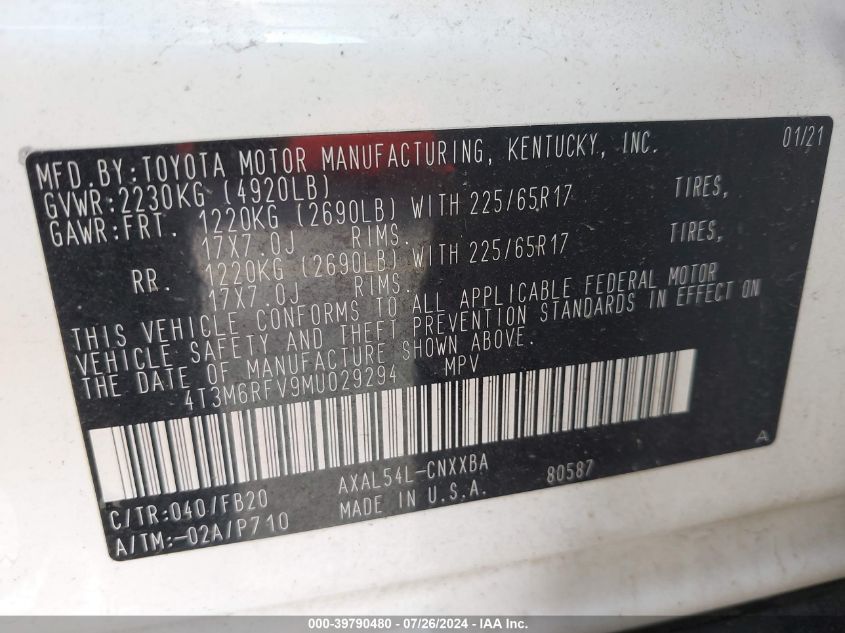 MFD.BY:TOYOTA MOTOR MANUFACTURING, KENTUCKY, INC. 01/21
GVWR:2230KG (4920LB)
GAWR:FRT. 1220KG (2690LB) WITH 225/65R17 TIRES,
17X7.0J RIMS.
RR. 1220KG (2690LB) WITH 225/65R17 TIRES,
17X7.0J RIMS.
THIS VEHICLE CONFORMS TO ALL APPLICABLE FEDERAL MOTOR
VEHICLE SAFETY AND THEFT PREVENTION STANDARDS IN EFFECT ON
THE DATE OF MANUFACTURE SHOWN ABOVE.
4T3M6RFV9MU029294 MPV
A
C/TR:040/FB20 AXAL54L-CNXXBA 80587
A/TM:-02A/P710 MADE IN U.S.A.
000-39790480 - 07/26/2024 - IAA Inc.